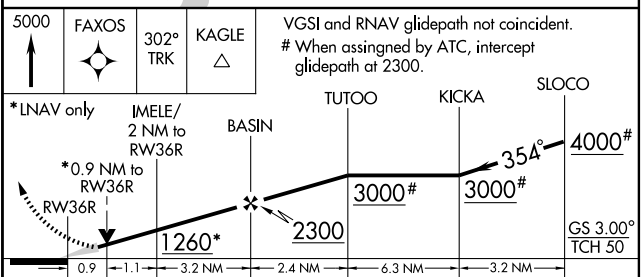 5000
FAXOS
302°
TRK
KAGLE
VGSI and RNAV glidepath not coincident.
# When assingned by ATC, intercept
glidepath at 2300.
*LNAV only
IMELE/
2 NM to
RW36R
BASIN
TUTOO
KICKA
SLOCO
*0.9 NM to
RW36R
RW36R
354°
4000#
3000#
3000#
2300
1260*
GS 3.00°
TCH 50
0.9
1.1
3.2 NM
2.4 NM
6.3 NM
3.2 NM